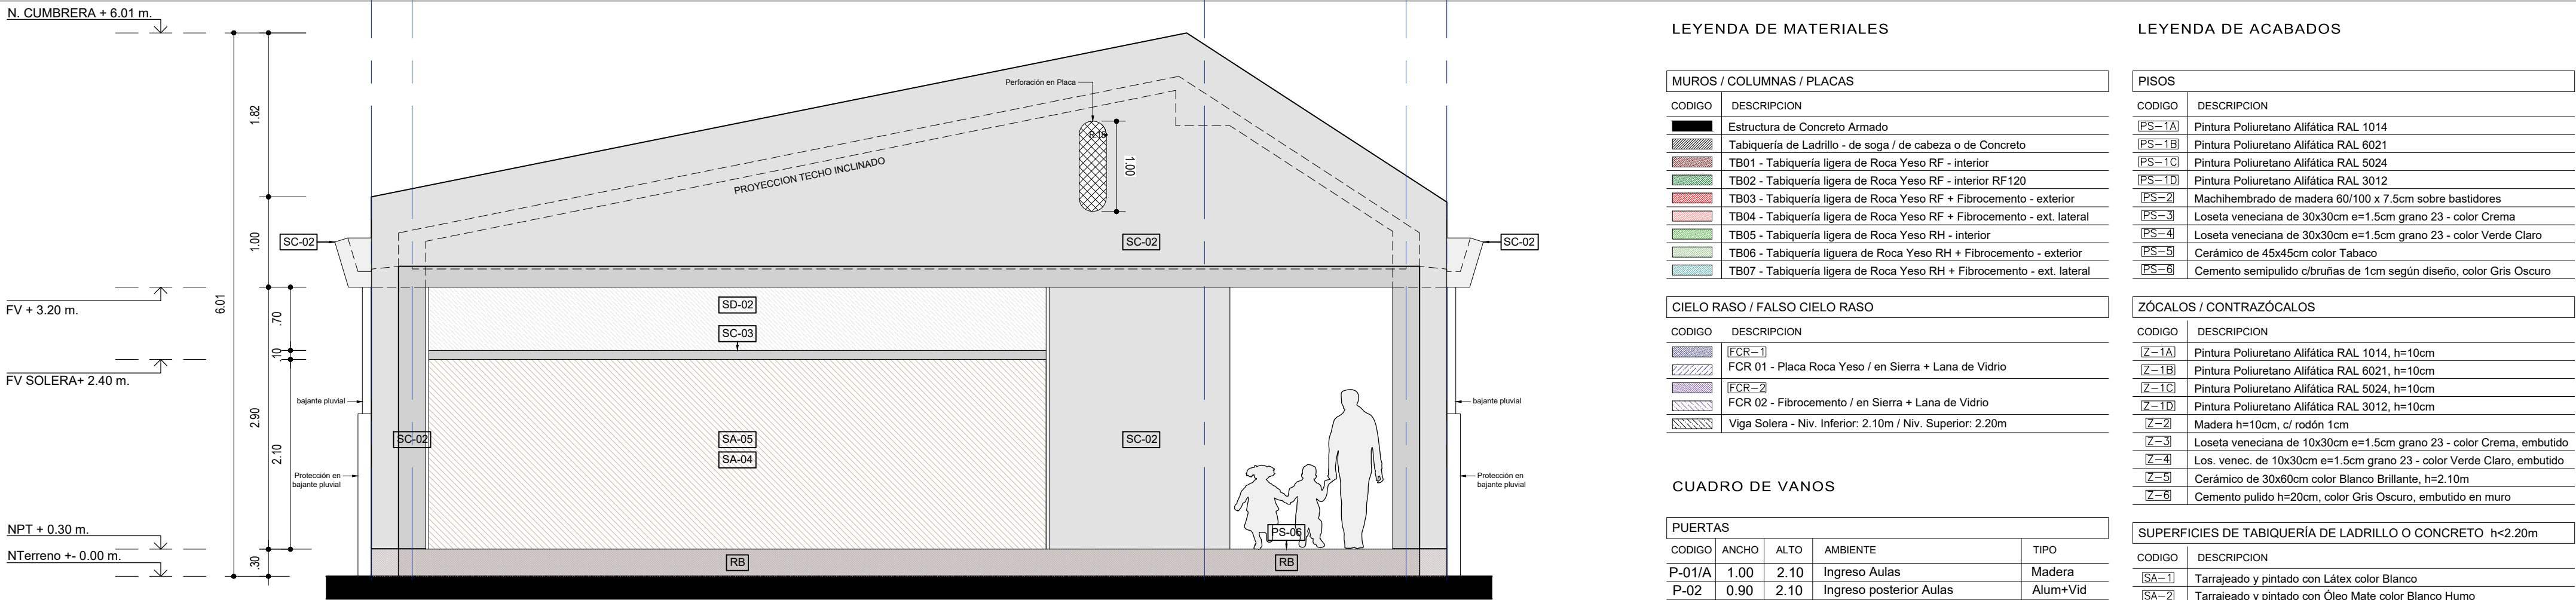 N. CUMBRERA + 6.01 m.
FV + 3.20 m.
FV SOLERA+ 2.40 m.
NPT + 0.30 m.
NTerreno +- 0.00 m.
6.01
1.82
1.00
2.90
.30
.70
.10
2.10
Perforación en Placa
R.15
1.00
PROYECCION TECHO INCLINADO
SC-02
SC-02
SC-02
SD-02
SC-03
bajante pluvial
bajante pluvial
SC-02
SA-05
SA-04
SC-02
Protección en
bajante pluvial
Protección en
bajante pluvial
PS-06
RB
RB
LEYENDA DE MATERIALES
MUROS / COLUMNAS / PLACAS
CODIGO DESCRIPCION
Estructura de Concreto Armado
Tabiquería de Ladrillo - de soga / de cabeza o de Concreto
TB01 - Tabiquería ligera de Roca Yeso RF - interior
TB02 - Tabiquería ligera de Roca Yeso RF - interior RF120
TB03 - Tabiquería ligera de Roca Yeso RF + Fibrocemento - exterior
TB04 - Tabiquería ligera de Roca Yeso RF + Fibrocemento - ext. lateral
TB05 - Tabiquería ligera de Roca Yeso RH - interior
TB06 - Tabiquería liguera de Roca Yeso RH + Fibrocemento - exterior
TB07 - Tabiquería ligera de Roca Yeso RH + Fibrocemento - ext. lateral
CIELO RASO / FALSO CIELO RASO
CODIGO DESCRIPCION
FCR-1
FCR 01 - Placa Roca Yeso / en Sierra + Lana de Vidrio
FCR-2
FCR 02 - Fibrocemento / en Sierra + Lana de Vidrio
Viga Solera - Niv. Inferior: 2.10m / Niv. Superior: 2.20m
CUADRO DE VANOS
PUERTAS
CODIGO ANCHO ALTO AMBIENTE TIPO
P-01/A 1.00 2.10 Ingreso Aulas Madera
P-02 0.90 2.10 Ingreso posterior Aulas Alum+Vid
LEYENDA DE ACABADOS
PISOS
CODIGO DESCRIPCION
PS-1A Pintura Poliuretano Alifática RAL 1014
PS-1B Pintura Poliuretano Alifática RAL 6021
PS-1C Pintura Poliuretano Alifática RAL 5024
PS-1D Pintura Poliuretano Alifática RAL 3012
PS-2 Machihembrado de madera 60/100 x 7.5cm sobre bastidores
PS-3 Loseta veneciana de 30x30cm e=1.5cm grano 23 - color Crema
PS-4 Loseta veneciana de 30x30cm e=1.5cm grano 23 - color Verde Claro
PS-5 Cerámico de 45x45cm color Tabaco
PS-6 Cemento semipulido c/bruñas de 1cm según diseño, color Gris Oscuro
ZÓCALOS / CONTRAZÓCALOS
CODIGO DESCRIPCION
Z-1A Pintura Poliuretano Alifática RAL 1014, h=10cm
Z-1B Pintura Poliuretano Alifática RAL 6021, h=10cm
Z-1C Pintura Poliuretano Alifática RAL 5024, h=10cm
Z-1D Pintura Poliuretano Alifática RAL 3012, h=10cm
Z-2 Madera h=10cm, c/ rodón 1cm
Z-3 Loseta veneciana de 10x30cm e=1.5cm grano 23 - color Crema, embutido
Z-4 Los. venec. de 10x30cm e=1.5cm grano 23 - color Verde Claro, embutido
Z-5 Cerámico de 30x60cm color Blanco Brillante, h=2.10m
Z-6 Cemento pulido h=20cm, color Gris Oscuro, embutido en muro
SUPERFICIES DE TABIQUERÍA DE LADRILLO O CONCRETO h<2.20m
CODIGO DESCRIPCION
SA-1 Tarrajeado y pintado con Látex color Blanco
SA-2 Tarrajeado y pintado con Óleo Mate color Blanco Humo